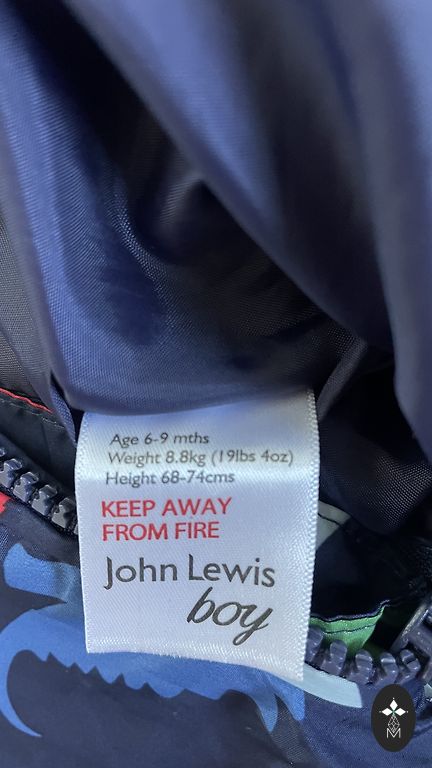 Age 6-9 mths
Weight 8.8kg (19lbs 4oz)
Height 68-74cms
KEEP AWAY
FROM FIRE
John Lewis
boy
M